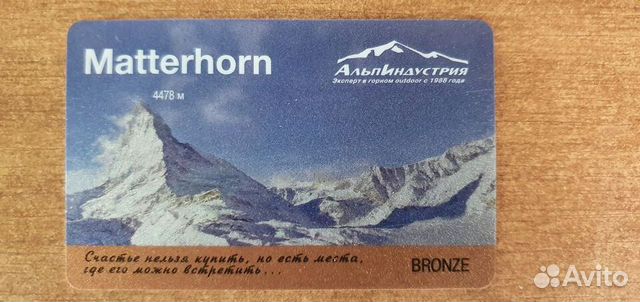 Matterhorn
4478 м
АльпИндустрия
Эксперт в горном outdoor с 1988 года
Счастье нельзя купить, но есть места,
где его можно встретить...
BRONZE
Avito